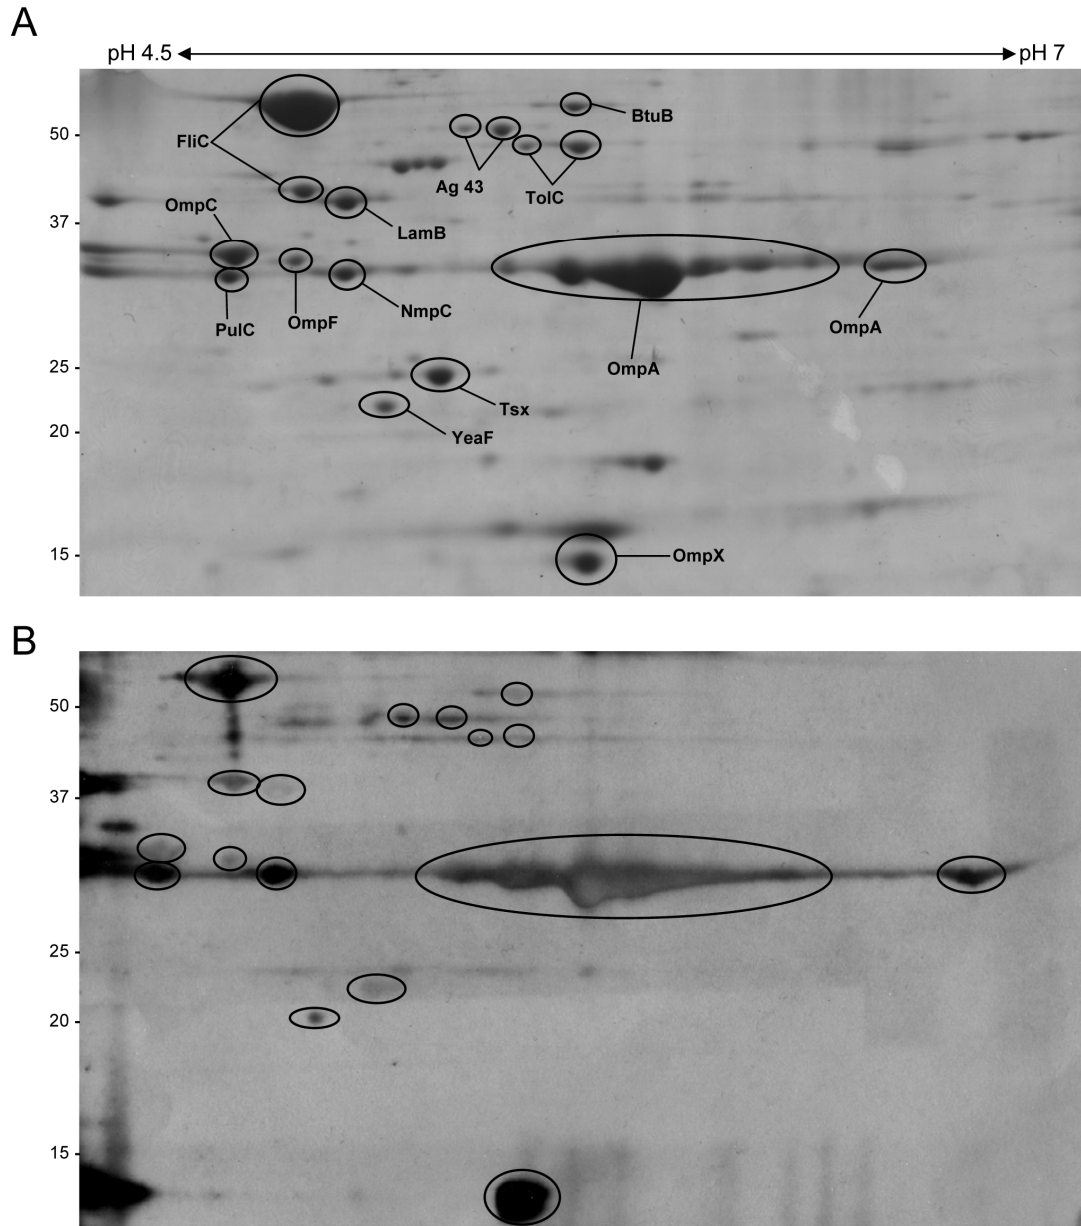 A
pH 4.5 pH 7
50
37
25
20
15
FliC
BtuB
Ag 43
TolC
OmpC
LamB
PulC
OmpF
NmpC
OmpA
OmpA
Tsx
YeaF
OmpX
B
50
37
25
20
15